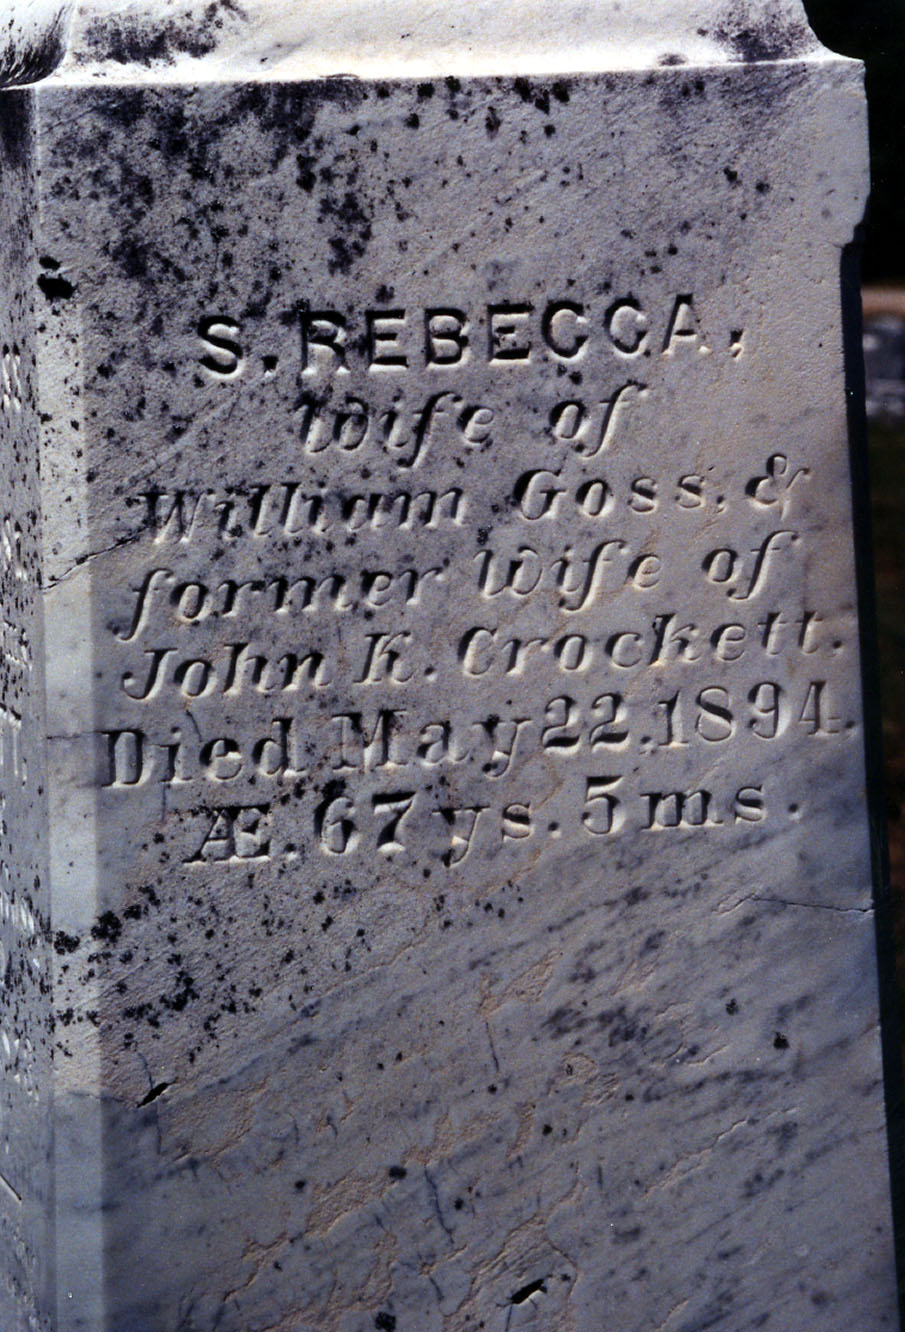 S. REBECCA,
wife of
William Goss, &
former wife of
John K. Crockett.
Died May 22, 1894.
Æ. 67 ys. 5 ms.